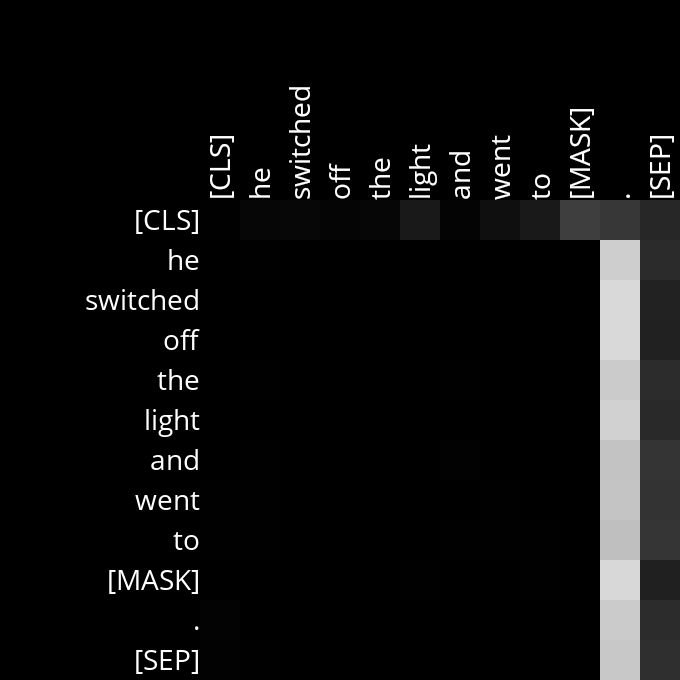 [CLS] he switched off the light and went to [MASK] . [SEP]
[CLS]
he
switched
off
the
light
and
went
to
[MASK]
.
[SEP]